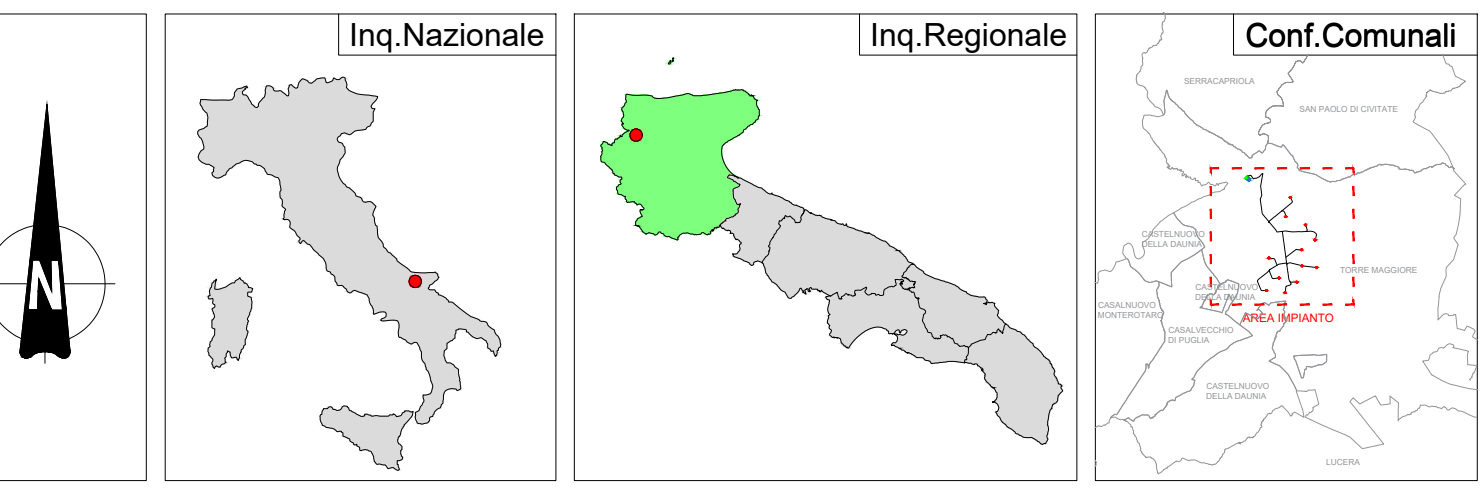 N
Inq.Nazionale
Inq.Regionale
Conf.Comunali
SERRACAPRIOLA
SAN PAOLO DI CIVITATE
CASTELNUOVO
DELLA DAUNIA
TORRE MAGGIORE
CASTELNUOVO
DELLA DAUNIA
CASALNUOVO
MONTEROTARO
AREA IMPIANTO
CASALVECCHIO
DI PUGLIA
CASTELNUOVO
DELLA DAUNIA
LUCERA